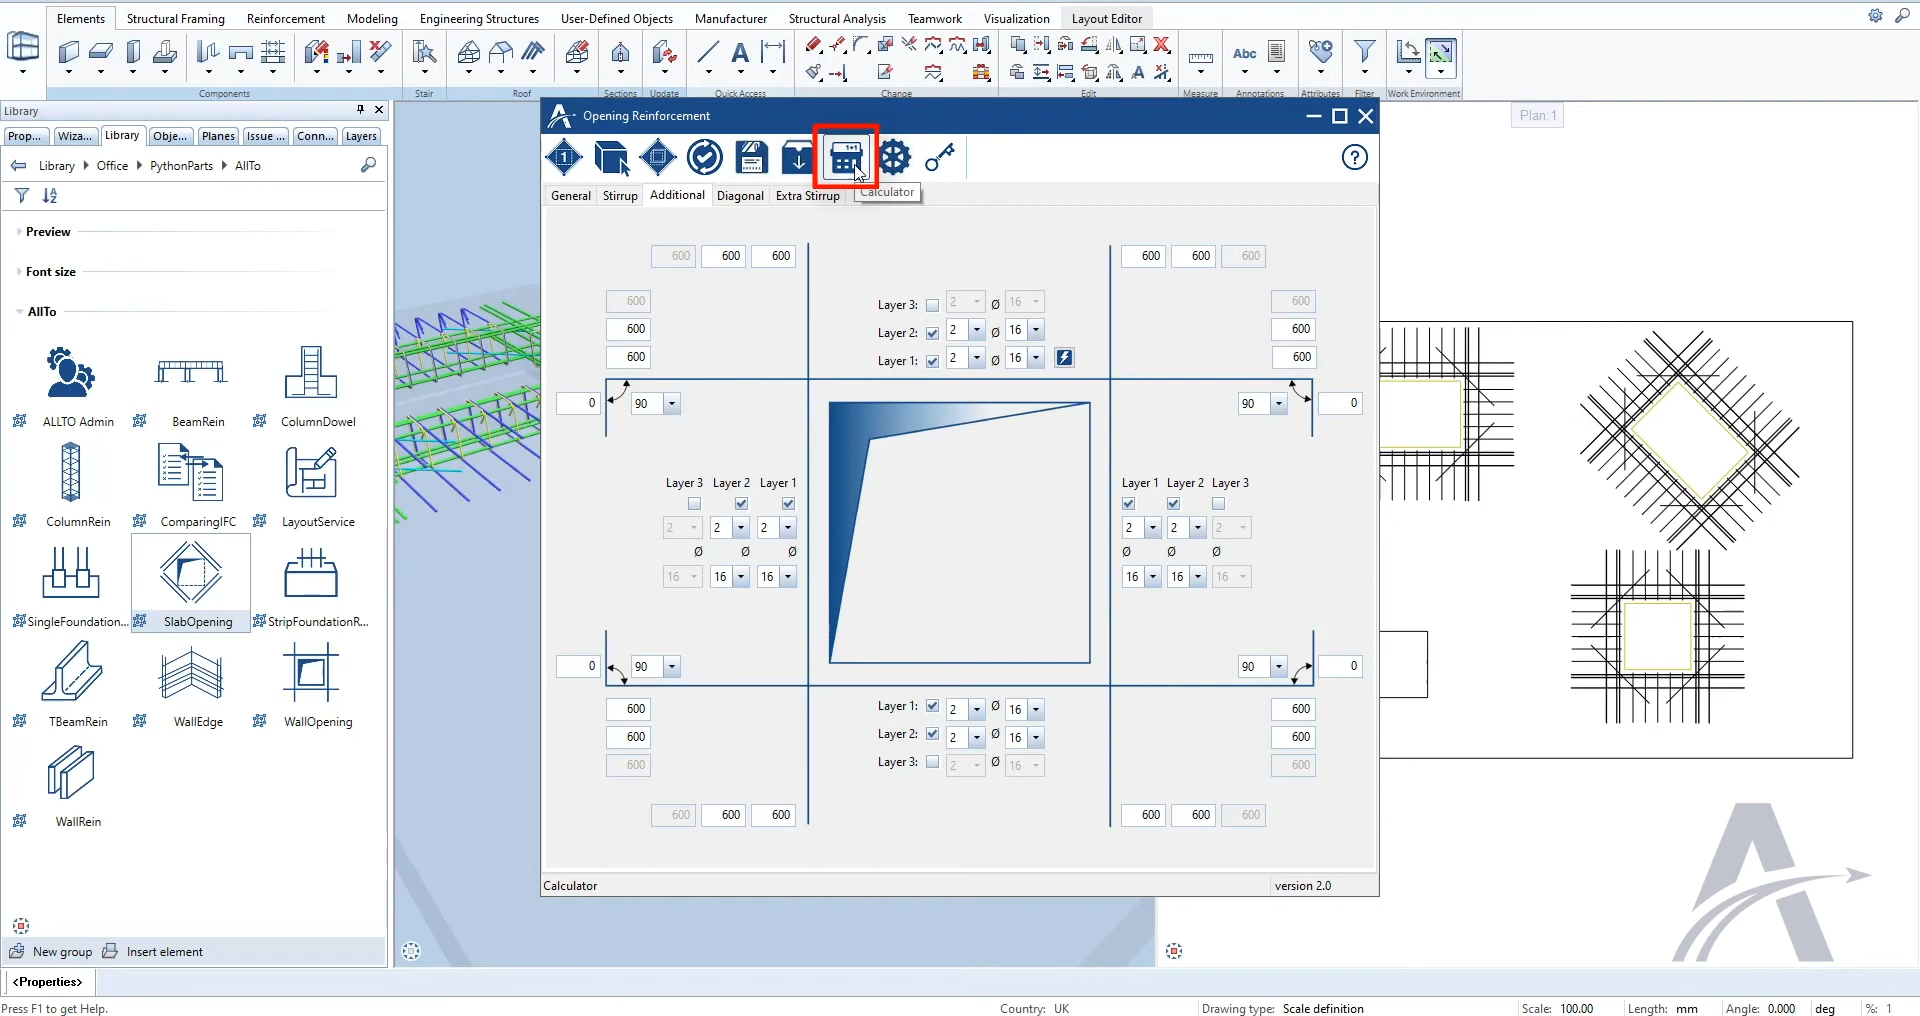 Elements Structural Framing Reinforcement Modeling Engineering Structures User-Defined Objects Manufacturer Structural Analysis Teamwork Visualization Layout Editor
Abc
Components Stair Roof Sections Update Quick Access Change Edit Measure Annotations Attributes Filter Work Environment
Library
Prop... Wiza... Library Obje... Planes Issue ... Conn... Layers
Library Office PythonParts AllTo
Preview
Font size
AllTo
ALLTO Admin BeamRein ColumnDowel
ColumnRein ComparingIFC LayoutService
SingleFoundation... SlabOpening StripFoundationR...
TBeamRein WallEdge WallOpening
WallRein
New group Insert element
<Properties>
Press F1 to get Help.
Opening Reinforcement
1 1+1 ?
General Stirrup Additional Diagonal Extra Stirrup
Calculator
600 600 600 600 600 600
600 Layer 3: 2 Ø 16 600
600 Layer 2: 2 Ø 16 600
600 Layer 1: 2 Ø 16 600
0 90 90 0
Layer 3 Layer 2 Layer 1 Layer 1 Layer 2 Layer 3
2 2 2 2 2 2
Ø Ø Ø Ø Ø Ø
16 16 16 16 16 16
0 90 90 0
600 Layer 1: 2 Ø 16 600
600 Layer 2: 2 Ø 16 600
600 Layer 3: 2 Ø 16 600
600 600 600 600 600 600
Calculator version 2.0
Plan:1
Country: UK Drawing type: Scale definition Scale: 100.00 Length: mm Angle: 0.000 deg %: 1